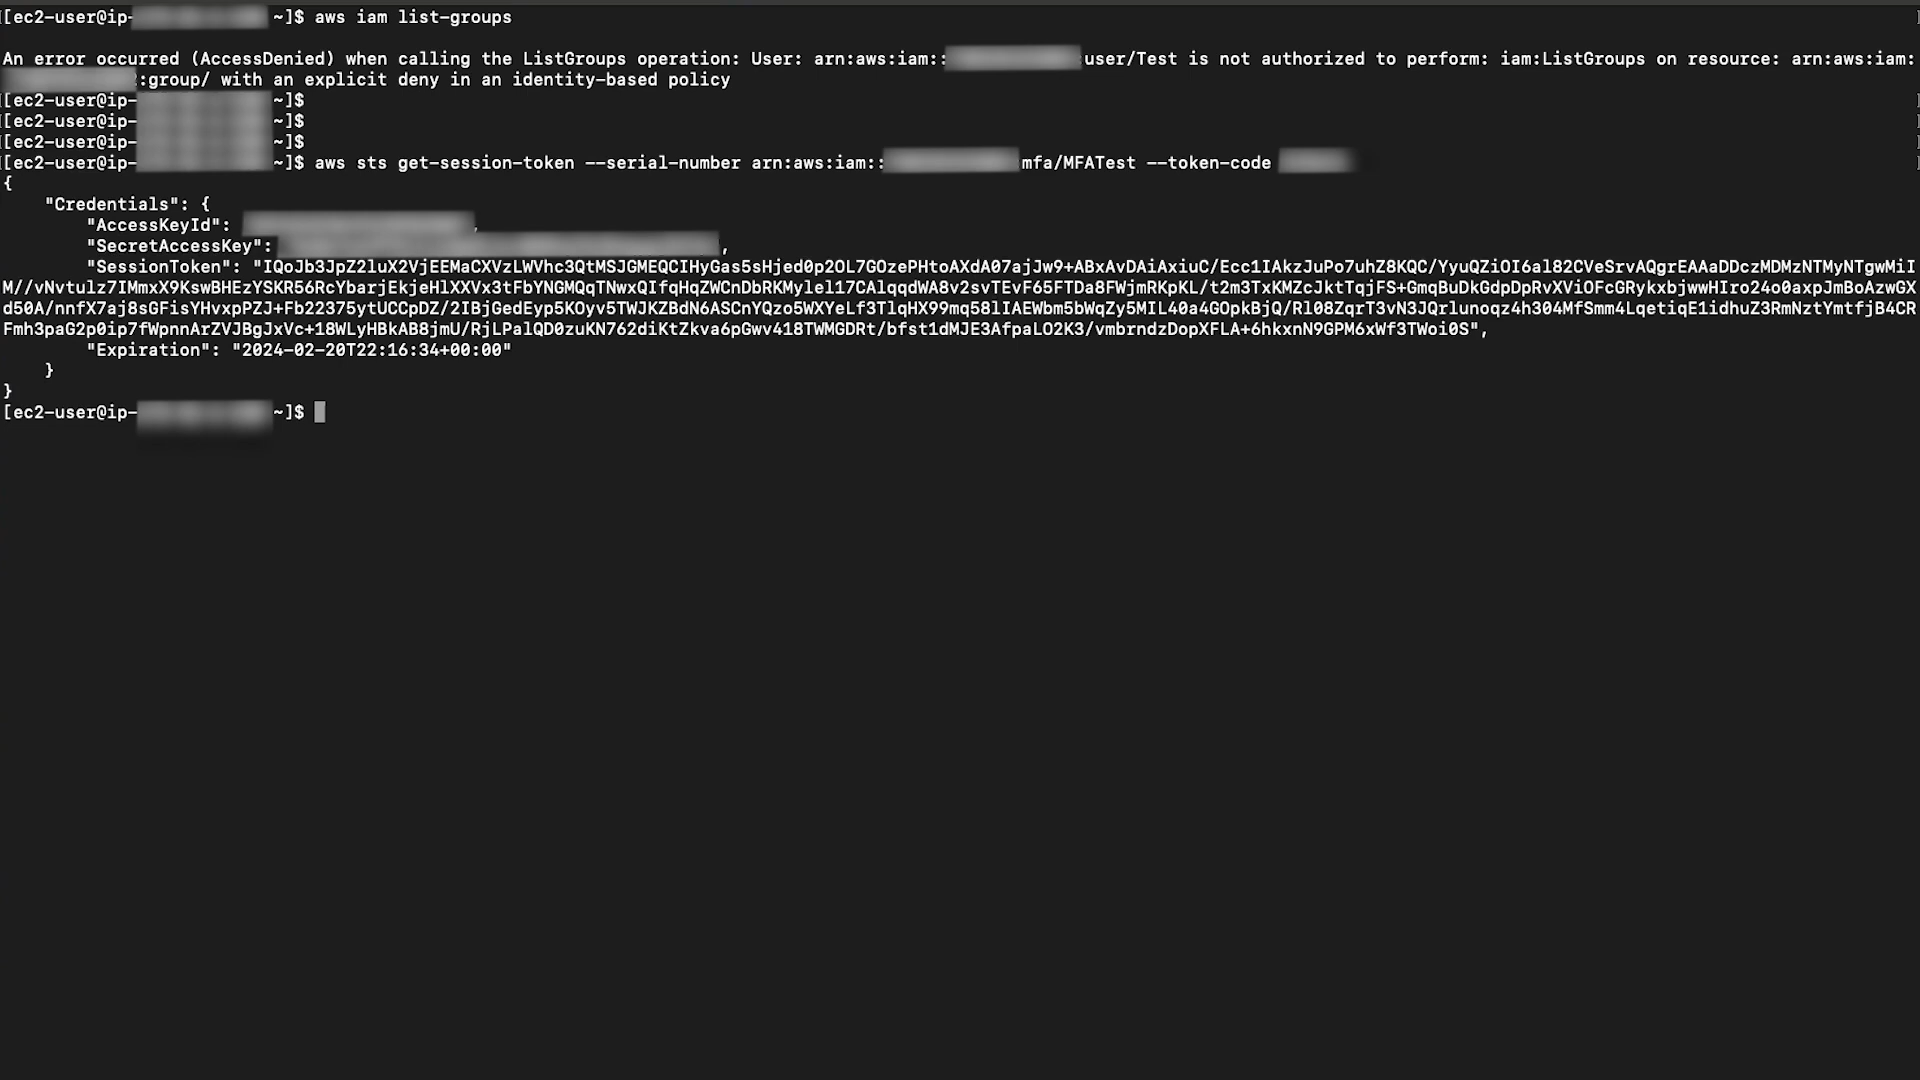 [ec2-user@ip- ~]$ aws iam list-groups
An error occurred (AccessDenied) when calling the ListGroups operation: User: arn:aws:iam:: user/Test is not authorized to perform: iam:ListGroups on resource: arn:aws:iam:
:group/ with an explicit deny in an identity-based policy
[ec2-user@ip- ~]$
[ec2-user@ip- ~]$
[ec2-user@ip- ~]$
[ec2-user@ip- ~]$ aws sts get-session-token --serial-number arn:aws:iam:: mfa/MFATest --token-code
{
"Credentials": {
"AccessKeyId": ,
"SecretAccessKey": ,
"SessionToken": "IQoJb3JpZ2luX2VjEEMaCXVzLWVhc3QtMSJGMEQCIHyGas5sHjed0p2OL7GOzePHtoAXdA07ajJw9+ABxAvDAiAxiuC/Ecc1IAkzJuPo7uhZ8KQC/YyuQZiOI6al82CVeSrvAQgrEAAaDDczMDMzNTMyNTgwMiI
M//vNvtulz7IMmxX9KswBHEzYSKR56RcYbarjEkjeHlXXVx3tFbYNGMQqTNwxQIfqHqZWCnDbRKMylel17CAlqqdWA8v2svTEvF65FTDa8FWjmRKpKL/t2m3TxKMZcJktTqjFS+GmqBuDkGdpDpRvXViOFcGRykxbjwwHIro24o0axpJmBoAzwGX
d50A/nnfX7aj8sGFisYHvxpPZJ+Fb22375ytUCCpDZ/2IBjGedEyp5KOyv5TWJKZBdN6ASCnYQzo5WXYeLf3TlqHX99mq58lIAEWbm5bWqZy5MIL40a4GOpkBjQ/Rl08ZqrT3vN3JQrlunoqz4h304MfSmm4LqetiqE1idhuZ3RmNztYmtfjB4CR
Fmh3paG2p0ip7fWpnnArZVJBgJxVc+18WLyHBkAB8jmU/RjLPalQD0zuKN762diKtZkva6pGwv418TWMGDRt/bfst1dMJE3AfpaLO2K3/vmbrndzDopXFLA+6hkxnN9GPM6xWf3TWoi0S",
"Expiration": "2024-02-20T22:16:34+00:00"
}
}
[ec2-user@ip- ~]$